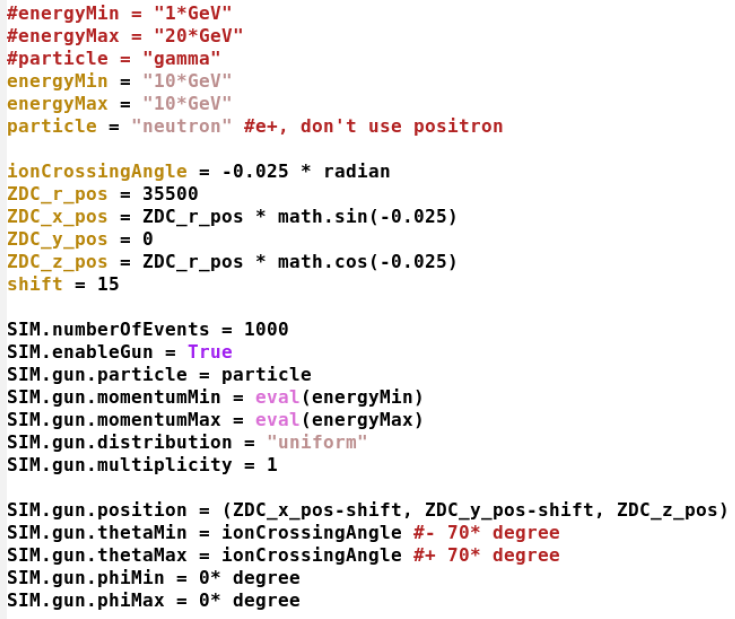 #energyMin = "1*GeV"
#energyMax = "20*GeV"
#particle = "gamma"
energyMin = "10*GeV"
energyMax = "10*GeV"
particle = "neutron" #e+, don't use positron
ionCrossingAngle = -0.025 * radian
ZDC_r_pos = 35500
ZDC_x_pos = ZDC_r_pos * math.sin(-0.025)
ZDC_y_pos = 0
ZDC_z_pos = ZDC_r_pos * math.cos(-0.025)
shift = 15
SIM.numberOfEvents = 1000
SIM.enableGun = True
SIM.gun.particle = particle
SIM.gun.momentumMin = eval(energyMin)
SIM.gun.momentumMax = eval(energyMax)
SIM.gun.distribution = "uniform"
SIM.gun.multiplicity = 1
SIM.gun.position = (ZDC_x_pos-shift, ZDC_y_pos-shift, ZDC_z_pos)
SIM.gun.thetaMin = ionCrossingAngle #- 70* degree
SIM.gun.thetaMax = ionCrossingAngle #+ 70* degree
SIM.gun.phiMin = 0* degree
SIM.gun.phiMax = 0* degree